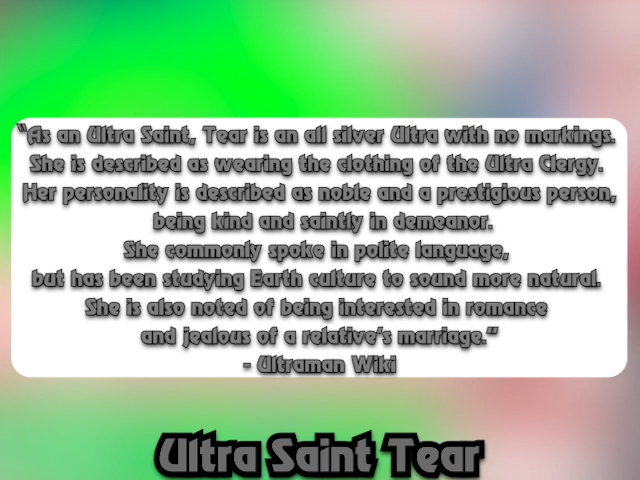 "As an Ultra Saint, Tear is an all silver Ultra with no markings.
She is described as wearing the clothing of the Ultra Clergy.
Her personality is described as noble and a prestigious person,
being kind and saintly in demeanor.
She commonly spoke in polite language,
but has been studying Earth culture to sound more natural.
She is also noted of being interested in romance
and jealous of a relative's marriage."
- Ultraman Wiki
Ultra Saint Tear